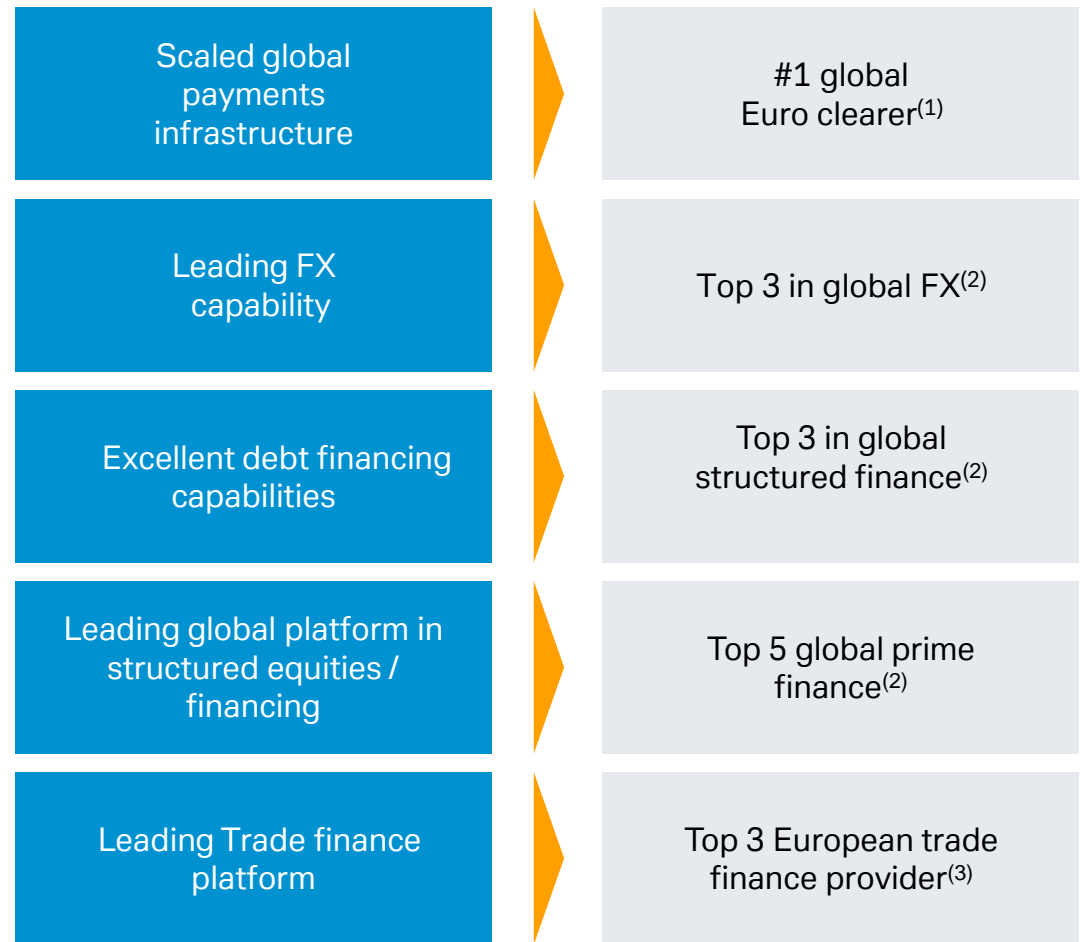 Scaled global
payments
infrastructure
#1 global
Euro clearer(1)
Leading FX
capability
Top 3 in global FX(2)
Excellent debt financing
capabilities
Top 3 in global
structured finance(2)
Leading global platform in
structured equities /
financing
Top 5 global prime
finance(2)
Leading Trade finance
platform
Top 3 European trade
finance provider(3)